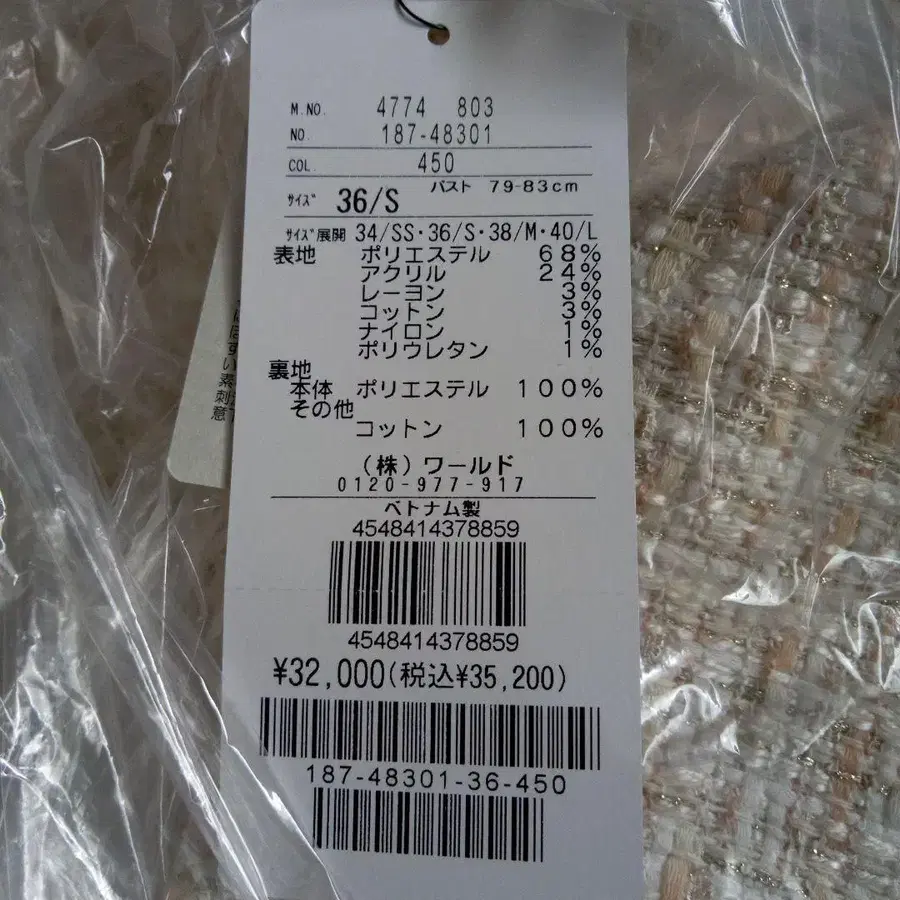 M.NO. 4774 803
NO. 187-48301
COL. 450
バスト 79-83cm
サイズ 36/S
サイズ展開 34/SS・36/S・38/M・40/L
表地 ポリエステル 68%
アクリル 24%
レーヨン 3%
コットン 3%
ナイロン 1%
ポリウレタン 1%
裏地
本体 ポリエステル 100%
その他
コットン 100%
(株)ワールド
0120-977-917
ベトナム製
4548414378859
4548414378859
¥32,000(税込¥35,200)
187-48301-36-450